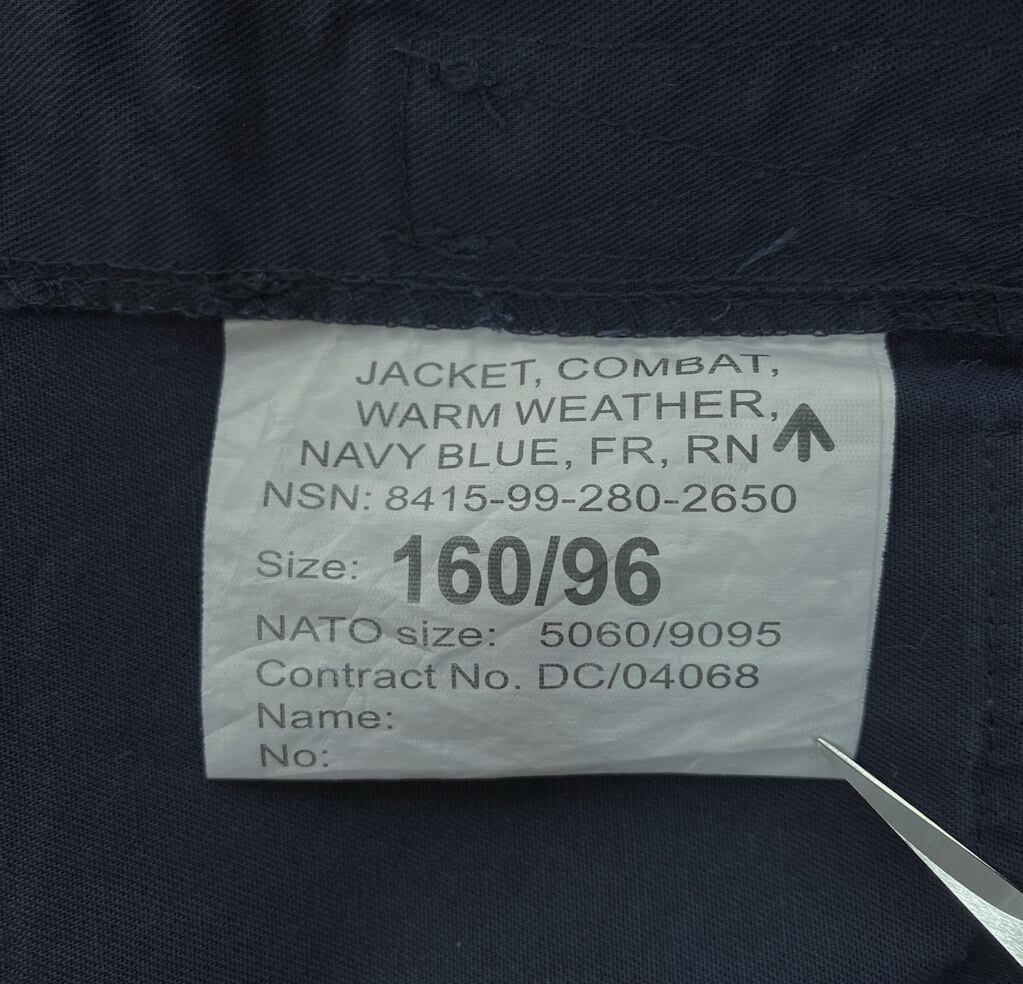 JACKET, COMBAT,
WARM WEATHER,
NAVY BLUE, FR, RN
NSN: 8415-99-280-2650
Size: 160/96
NATO size: 5060/9095
Contract No. DC/04068
Name:
No: